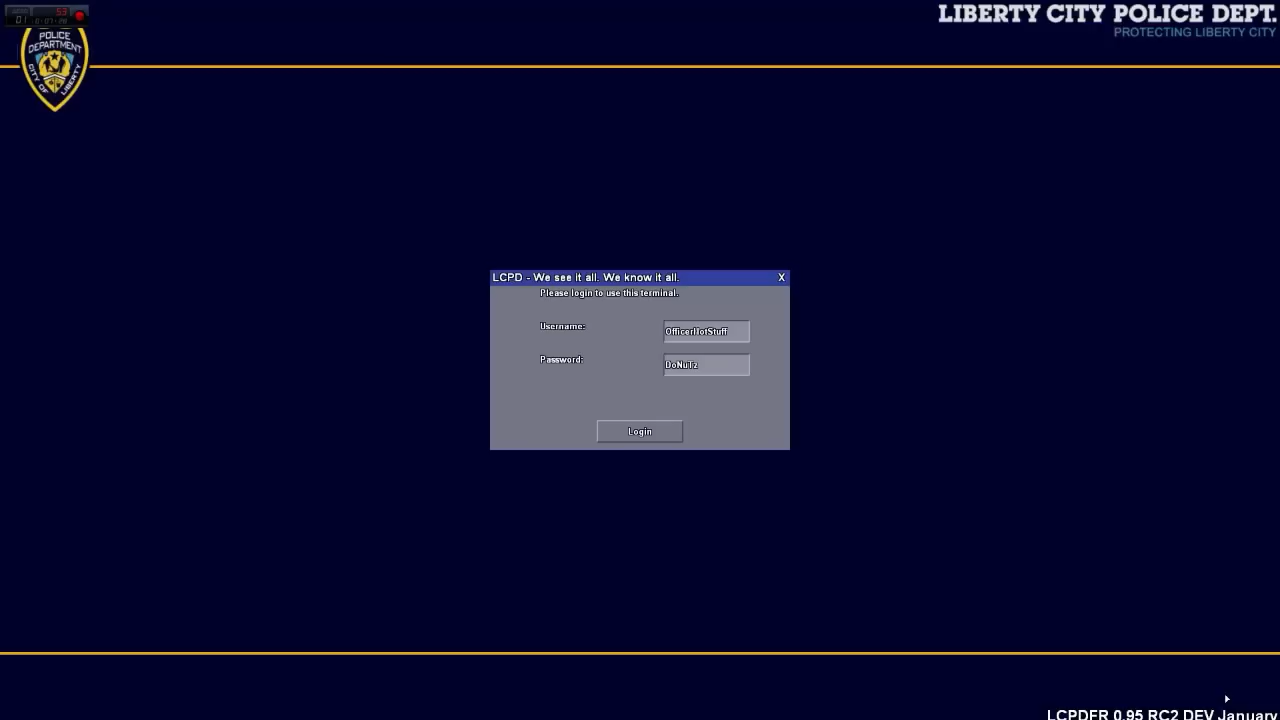 53
LIBERTY CITY POLICE DEPT.
PROTECTING LIBERTY CITY
POLICE
DEPARTMENT
CITY OF LIBERTY
LCPD - We see it all. We know it all. X
Please login to use this terminal.
Username: OfficerHotStuff
Password: DoNuTz
Login
LCPDFR 0.95 RC2 DEV January